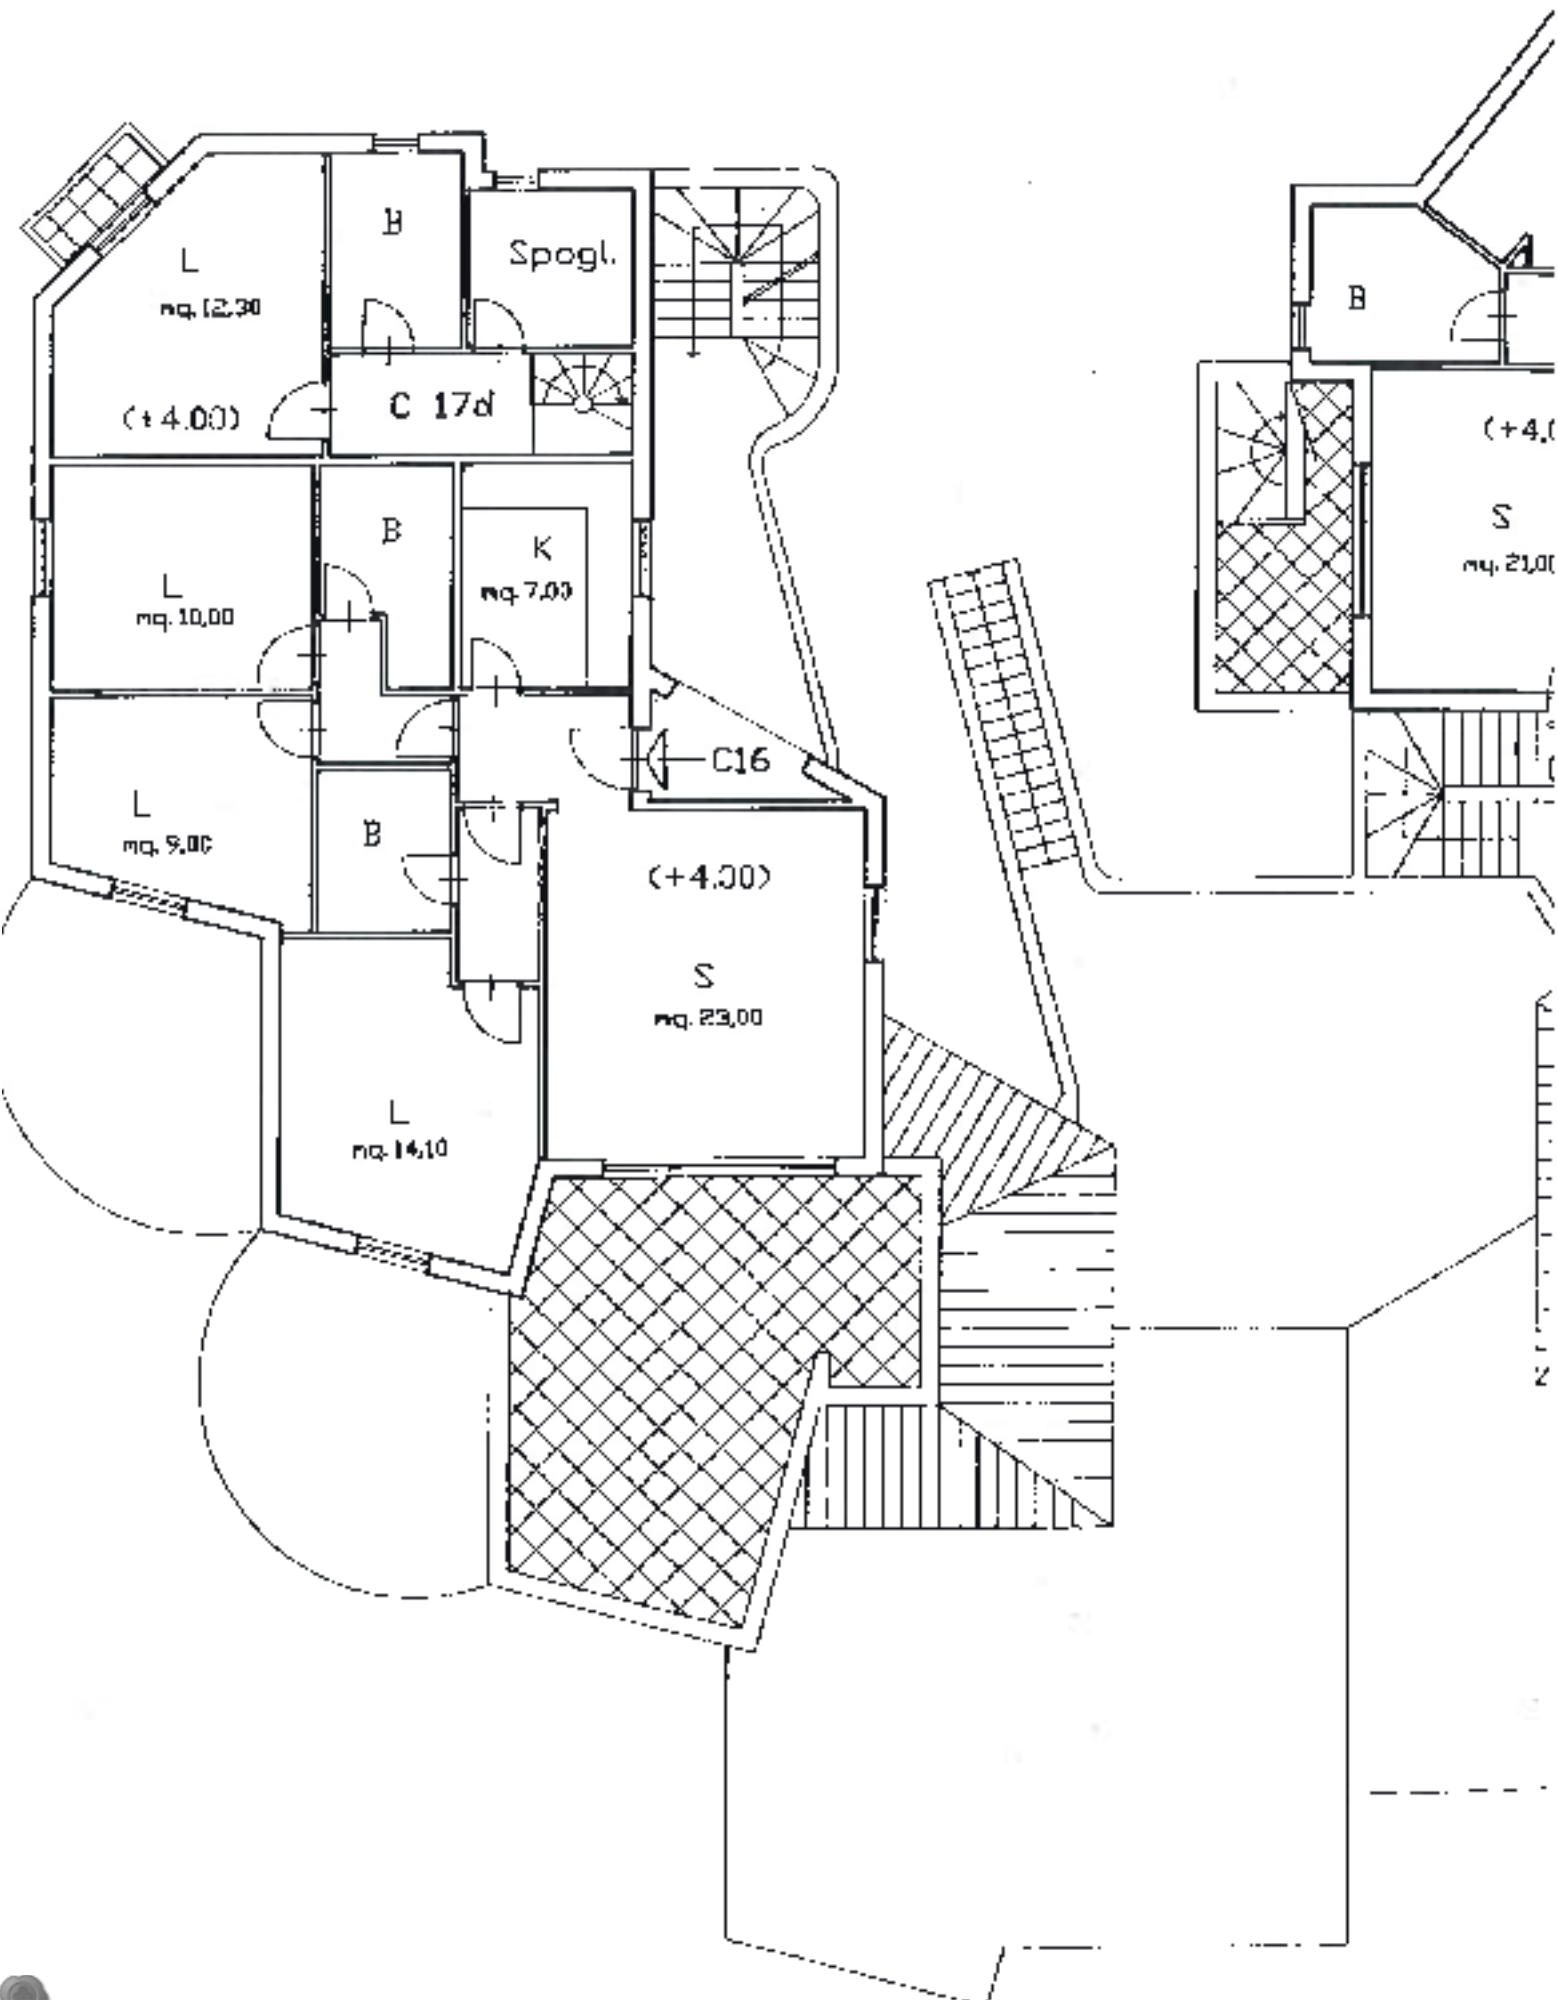 B
Spogl.
L
mq. 12,30
B
(+4.00)
C 17d
(+4.
S
mq. 21,00
B
K
mq. 7,00
L
mq. 10,00
C16
L
mq. 9,00
B
(+4.00)
S
mq. 23,00
L
mq. 14,10